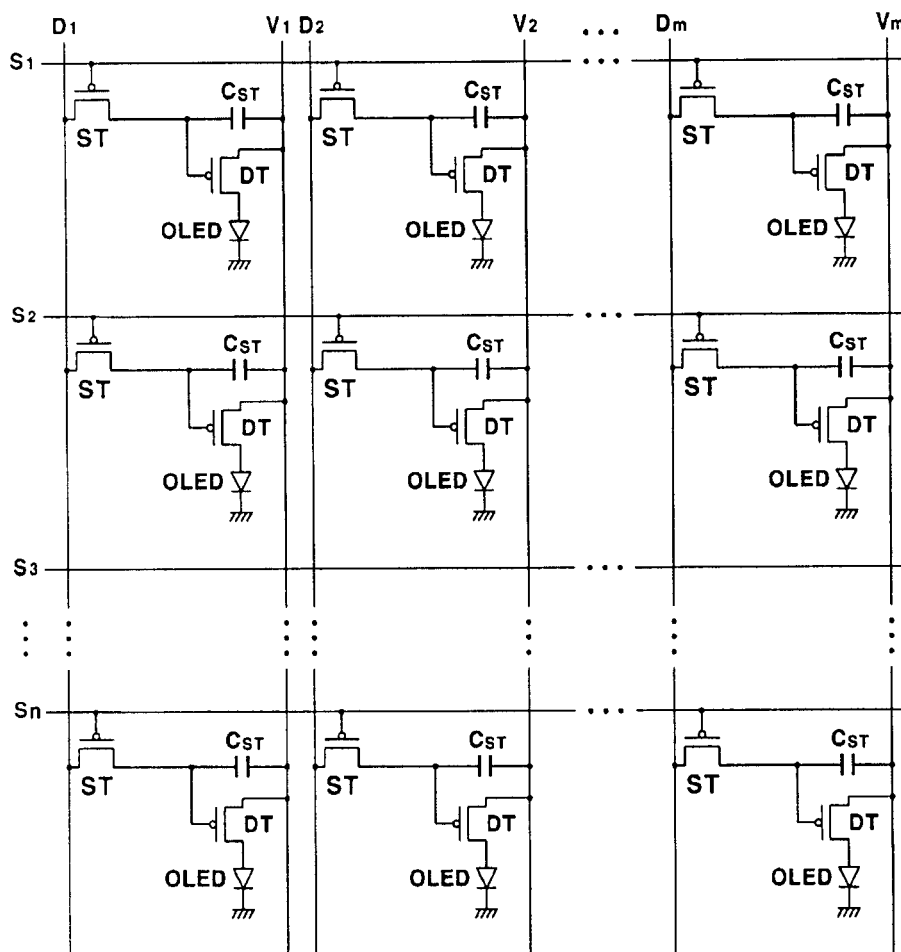 D1 V1 D2 V2 ... Dm Vm
S1 ...
CST CST CST
ST ST ST
DT DT DT
OLED OLED OLED
S2 ...
CST CST CST
ST ST ST
DT DT DT
OLED OLED OLED
S3 ...
Sn ...
CST CST CST
ST ST ST
DT DT DT
OLED OLED OLED